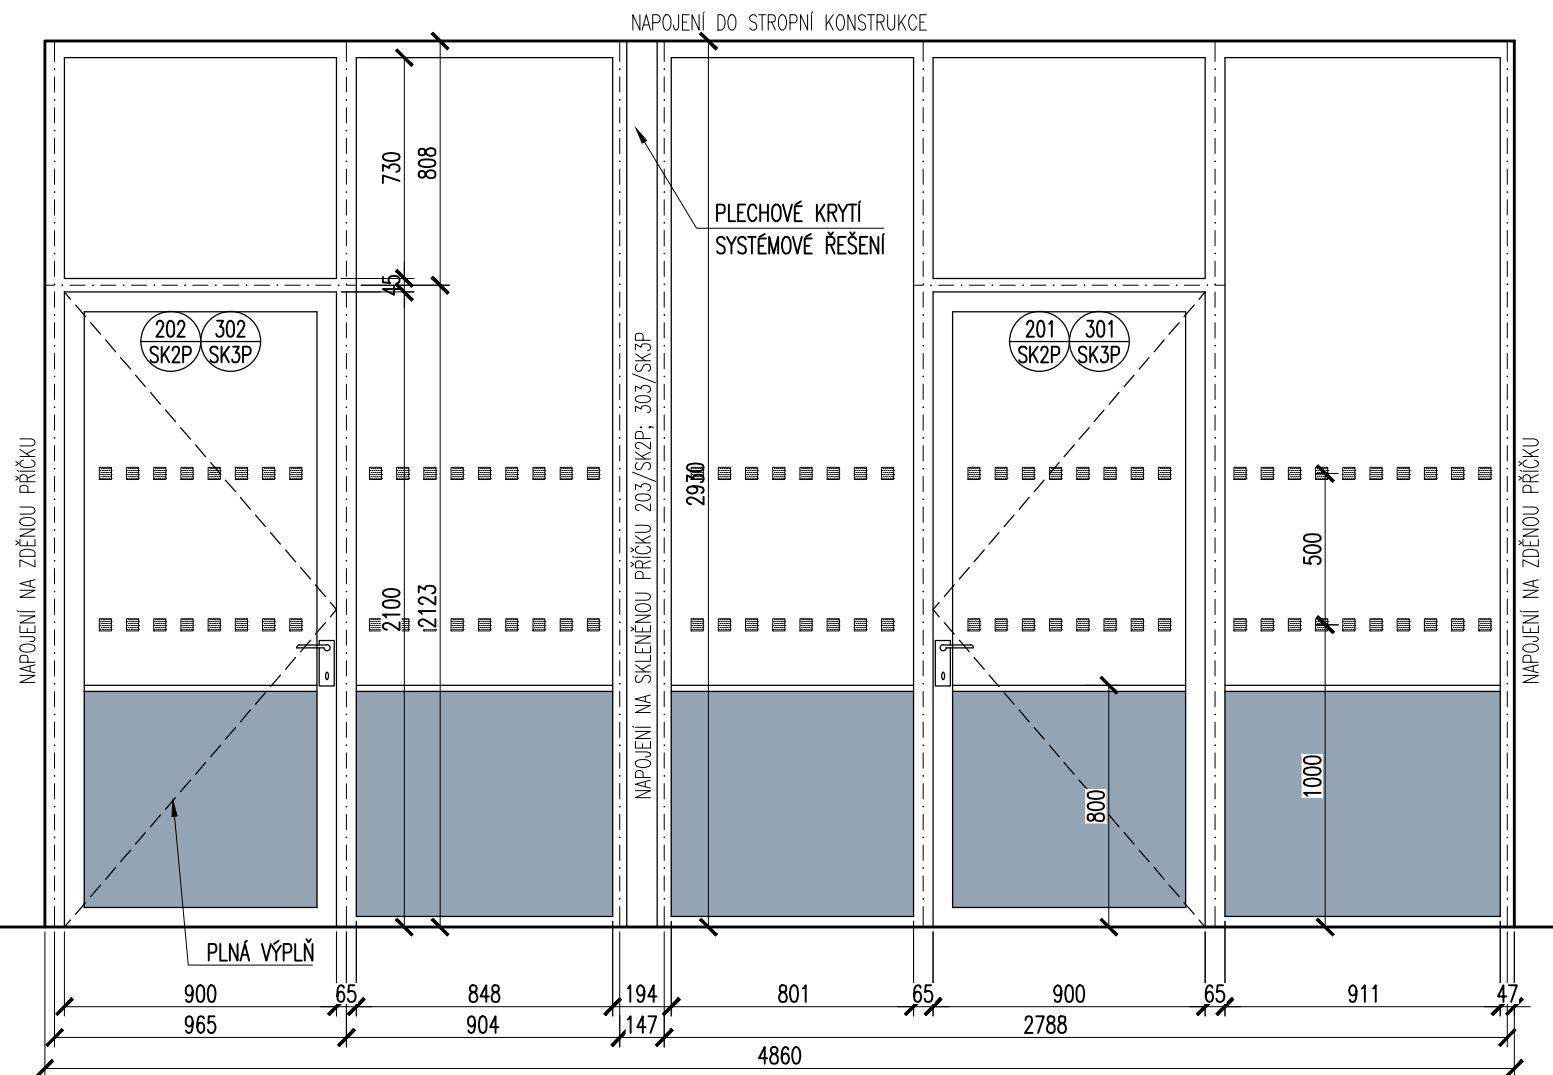 NAPOJENÍ DO STROPNÍ KONSTRUKCE
730
808
PLECHOVÉ KRYTÍ
SYSTÉMOVÉ ŘEŠENÍ
45
202
SK2P
302
SK3P
201
SK2P
301
SK3P
NAPOJENÍ NA ZDĚNOU PŘÍČKU
NAPOJENÍ NA SKLENĚNOU PŘÍČKU 203/SK2P; 303/SK3P
2930
500
NAPOJENÍ NA ZDĚNOU PŘÍČKU
2100
2123
800
1000
PLNÁ VÝPLŇ
900
65
848
194
801
65
900
65
911
47
965
904
147
2788
4860